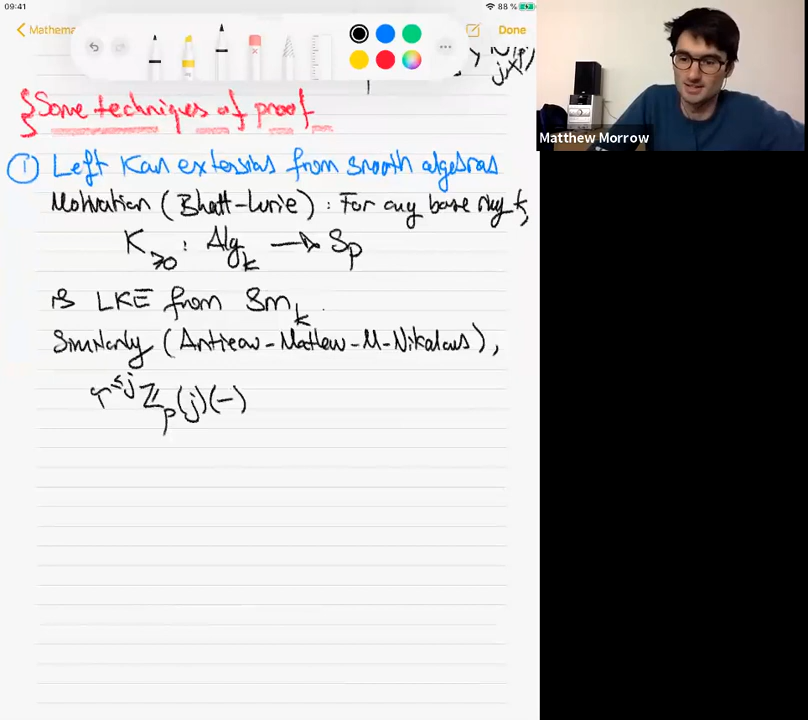 09:41
88 %
Mathema
Done
§ Some techniques of proof
① Left Kan extensions from smooth algebras
Motivation (Bhatt-Lurie) : For any base ring k,
K≥0 : Alg_k → Sp
is LKE from Sm_k.
Similarly (Antieau-Mathew-M-Nikolaus),
τ^≤j ℤ_p(j)(-)
Matthew Morrow